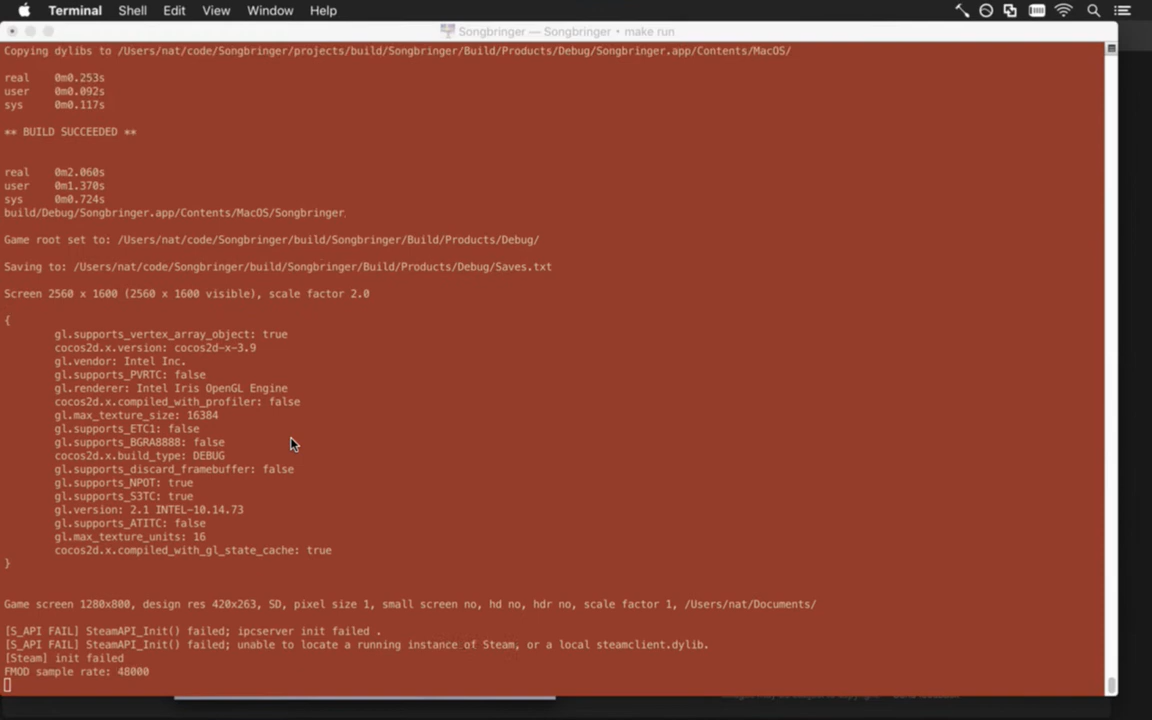 Terminal Shell Edit View Window Help
Songbringer — Songbringer • make run
Copying dylibs to /Users/nat/code/Songbringer/projects/build/Songbringer/Build/Products/Debug/Songbringer.app/Contents/MacOS/
real 0m0.253s
user 0m0.092s
sys 0m0.117s
** BUILD SUCCEEDED **
real 0m2.060s
user 0m1.370s
sys 0m0.724s
build/Debug/Songbringer.app/Contents/MacOS/Songbringer
Game root set to: /Users/nat/code/Songbringer/build/Songbringer/Build/Products/Debug/
Saving to: /Users/nat/code/Songbringer/build/Songbringer/Build/Products/Debug/Saves.txt
Screen 2560 x 1600 (2560 x 1600 visible), scale factor 2.0
{
gl.supports_vertex_array_object: true
cocos2d.x.version: cocos2d-x-3.9
gl.vendor: Intel Inc.
gl.supports_PVRTC: false
gl.renderer: Intel Iris OpenGL Engine
cocos2d.x.compiled_with_profiler: false
gl.max_texture_size: 16384
gl.supports_ETC1: false
gl.supports_BGRA8888: false
cocos2d.x.build_type: DEBUG
gl.supports_discard_framebuffer: false
gl.supports_NPOT: true
gl.supports_S3TC: true
gl.version: 2.1 INTEL-10.14.73
gl.supports_ATITC: false
gl.max_texture_units: 16
cocos2d.x.compiled_with_gl_state_cache: true
}
Game screen 1280x800, design res 420x263, SD, pixel size 1, small screen no, hd no, hdr no, scale factor 1, /Users/nat/Documents/
[S_API FAIL] SteamAPI_Init() failed; ipcserver init failed .
[S_API FAIL] SteamAPI_Init() failed; unable to locate a running instance of Steam, or a local steamclient.dylib.
[Steam] init failed
FMOD sample rate: 48000